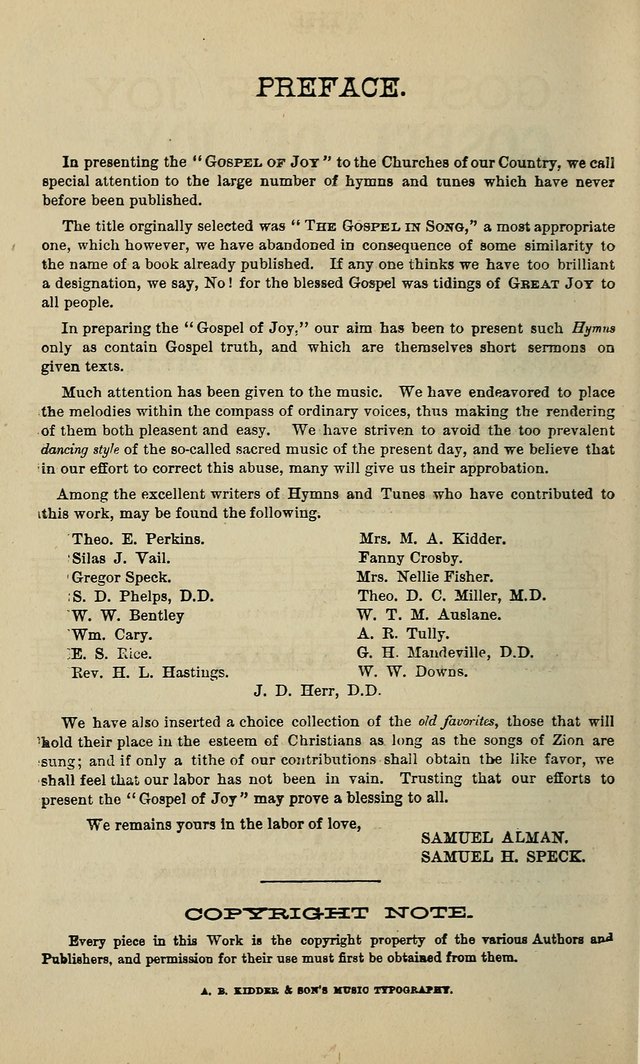 PREFACE.
In presenting the “GOSPEL OF JOY” to the Churches of our Country, we call
special attention to the large number of hymns and tunes which have never
before been published.
The title orginally selected was “THE GOSPEL IN SONG,” a most appropriate
one, which however, we have abandoned in consequence of some similarity to
the name of a book already published. If any one thinks we have too brilliant
a designation, we say, No! for the blessed Gospel was tidings of GREAT JOY to
all people.
In preparing the “Gospel of Joy,” our aim has been to present such Hymns
only as contain Gospel truth, and which are themselves short sermons on
given texts.
Much attention has been given to the music. We have endeavored to place
the melodies within the compass of ordinary voices, thus making the rendering
of them both pleasent and easy. We have striven to avoid the too prevalent
dancing style of the so-called sacred music of the present day, and we believe that
in our effort to correct this abuse, many will give us their approbation.
Among the excellent writers of Hymns and Tunes who have contributed to
this work, may be found the following.
Theo. E. Perkins. Mrs. M. A. Kidder.
Silas J. Vail. Fanny Crosby.
Gregor Speck. Mrs. Nellie Fisher.
S. D. Phelps, D.D. Theo. D. C. Miller, M.D.
W. W. Bentley W. T. M. Auslane.
Wm. Cary. A. R. Tully.
E. S. Rice. G. H. Mandeville, D.D.
Rev. H. L. Hastings. W. W. Downs.
J. D. Herr, D.D.
We have also inserted a choice collection of the old favorites, those that will
hold their place in the esteem of Christians as long as the songs of Zion are
sung; and if only a tithe of our contributions shall obtain the like favor, we
shall feel that our labor has not been in vain. Trusting that our efforts to
present the “Gospel of Joy” may prove a blessing to all.
We remains yours in the labor of love,
SAMUEL ALMAN.
SAMUEL H. SPECK.
COPYRIGHT NOTE.
Every piece in this Work is the copyright property of the various Authors and
Publishers, and permission for their use must first be obtained from them.
A. B. KIDDER & SON'S MUSIC TYPOGRAPHY.